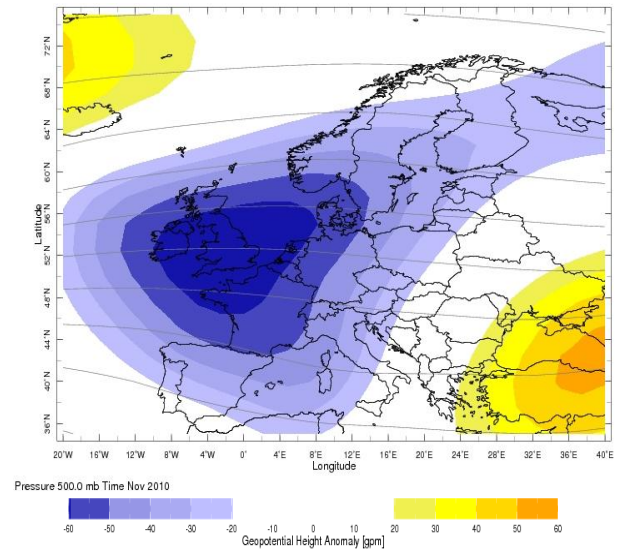 72°N
68°N
64°N
60°N
56°N
52°N
48°N
44°N
40°N
36°N
Latitude
20°W 16°W 12°W 8°W 4°W 0° 4°E 8°E 12°E 16°E 20°E 24°E 28°E 32°E 36°E 40°E
Longitude
Pressure 500.0 mb Time Nov 2010
-60 -50 -40 -30 -20 -10 0 10 20 30 40 50 60
Geopotential Height Anomaly [gpm]